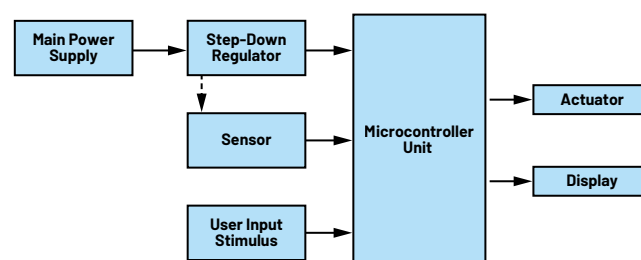 Main Power
Supply
Step-Down
Regulator
Sensor
User Input
Stimulus
Microcontroller
Unit
Actuator
Display